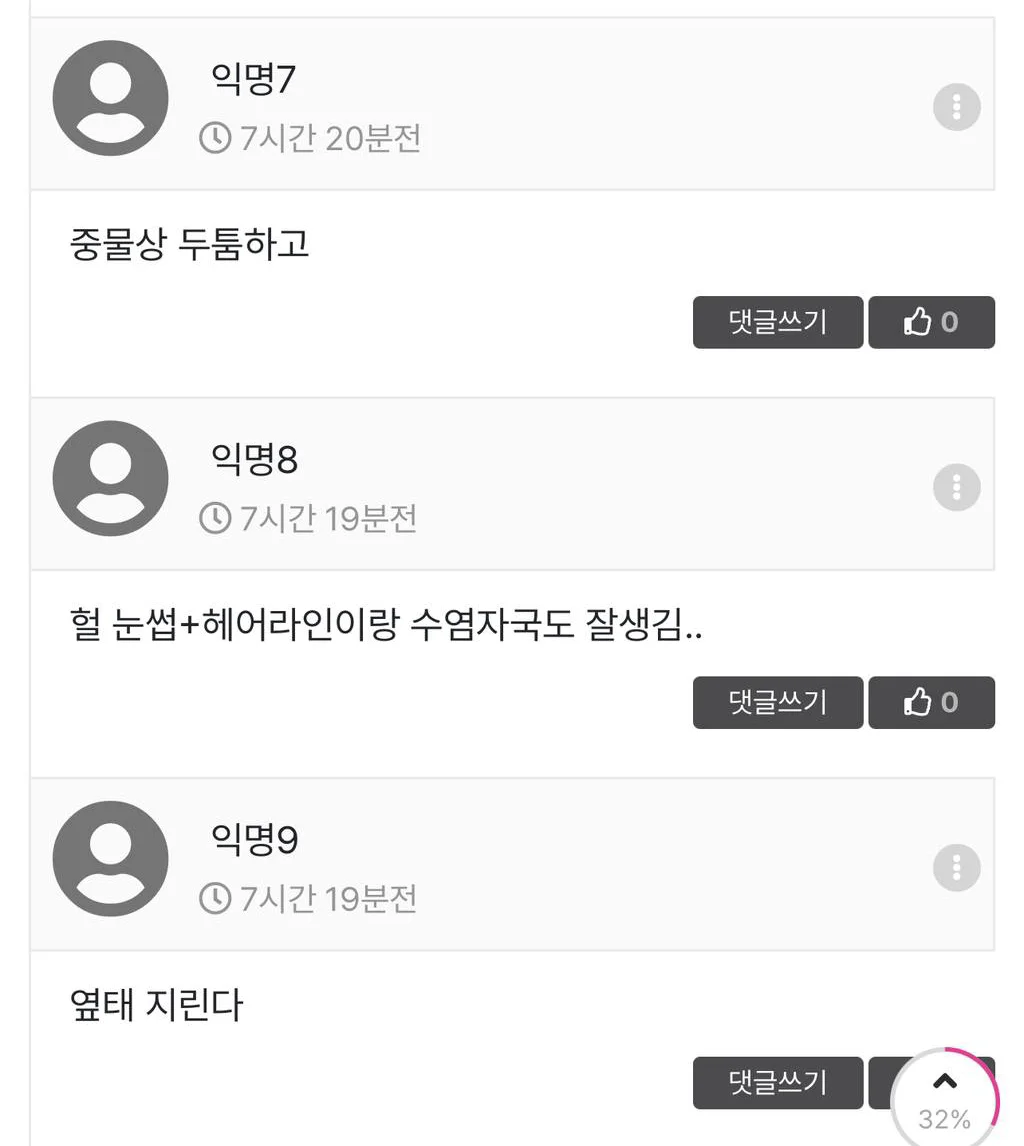 익명7
7시간 20분전
중물상 두툼하고
댓글쓰기 0
익명8
7시간 19분전
헐 눈썹+헤어라인이랑 수염자국도 잘생김..
댓글쓰기 0
익명9
7시간 19분전
옆태 지린다
댓글쓰기
32%